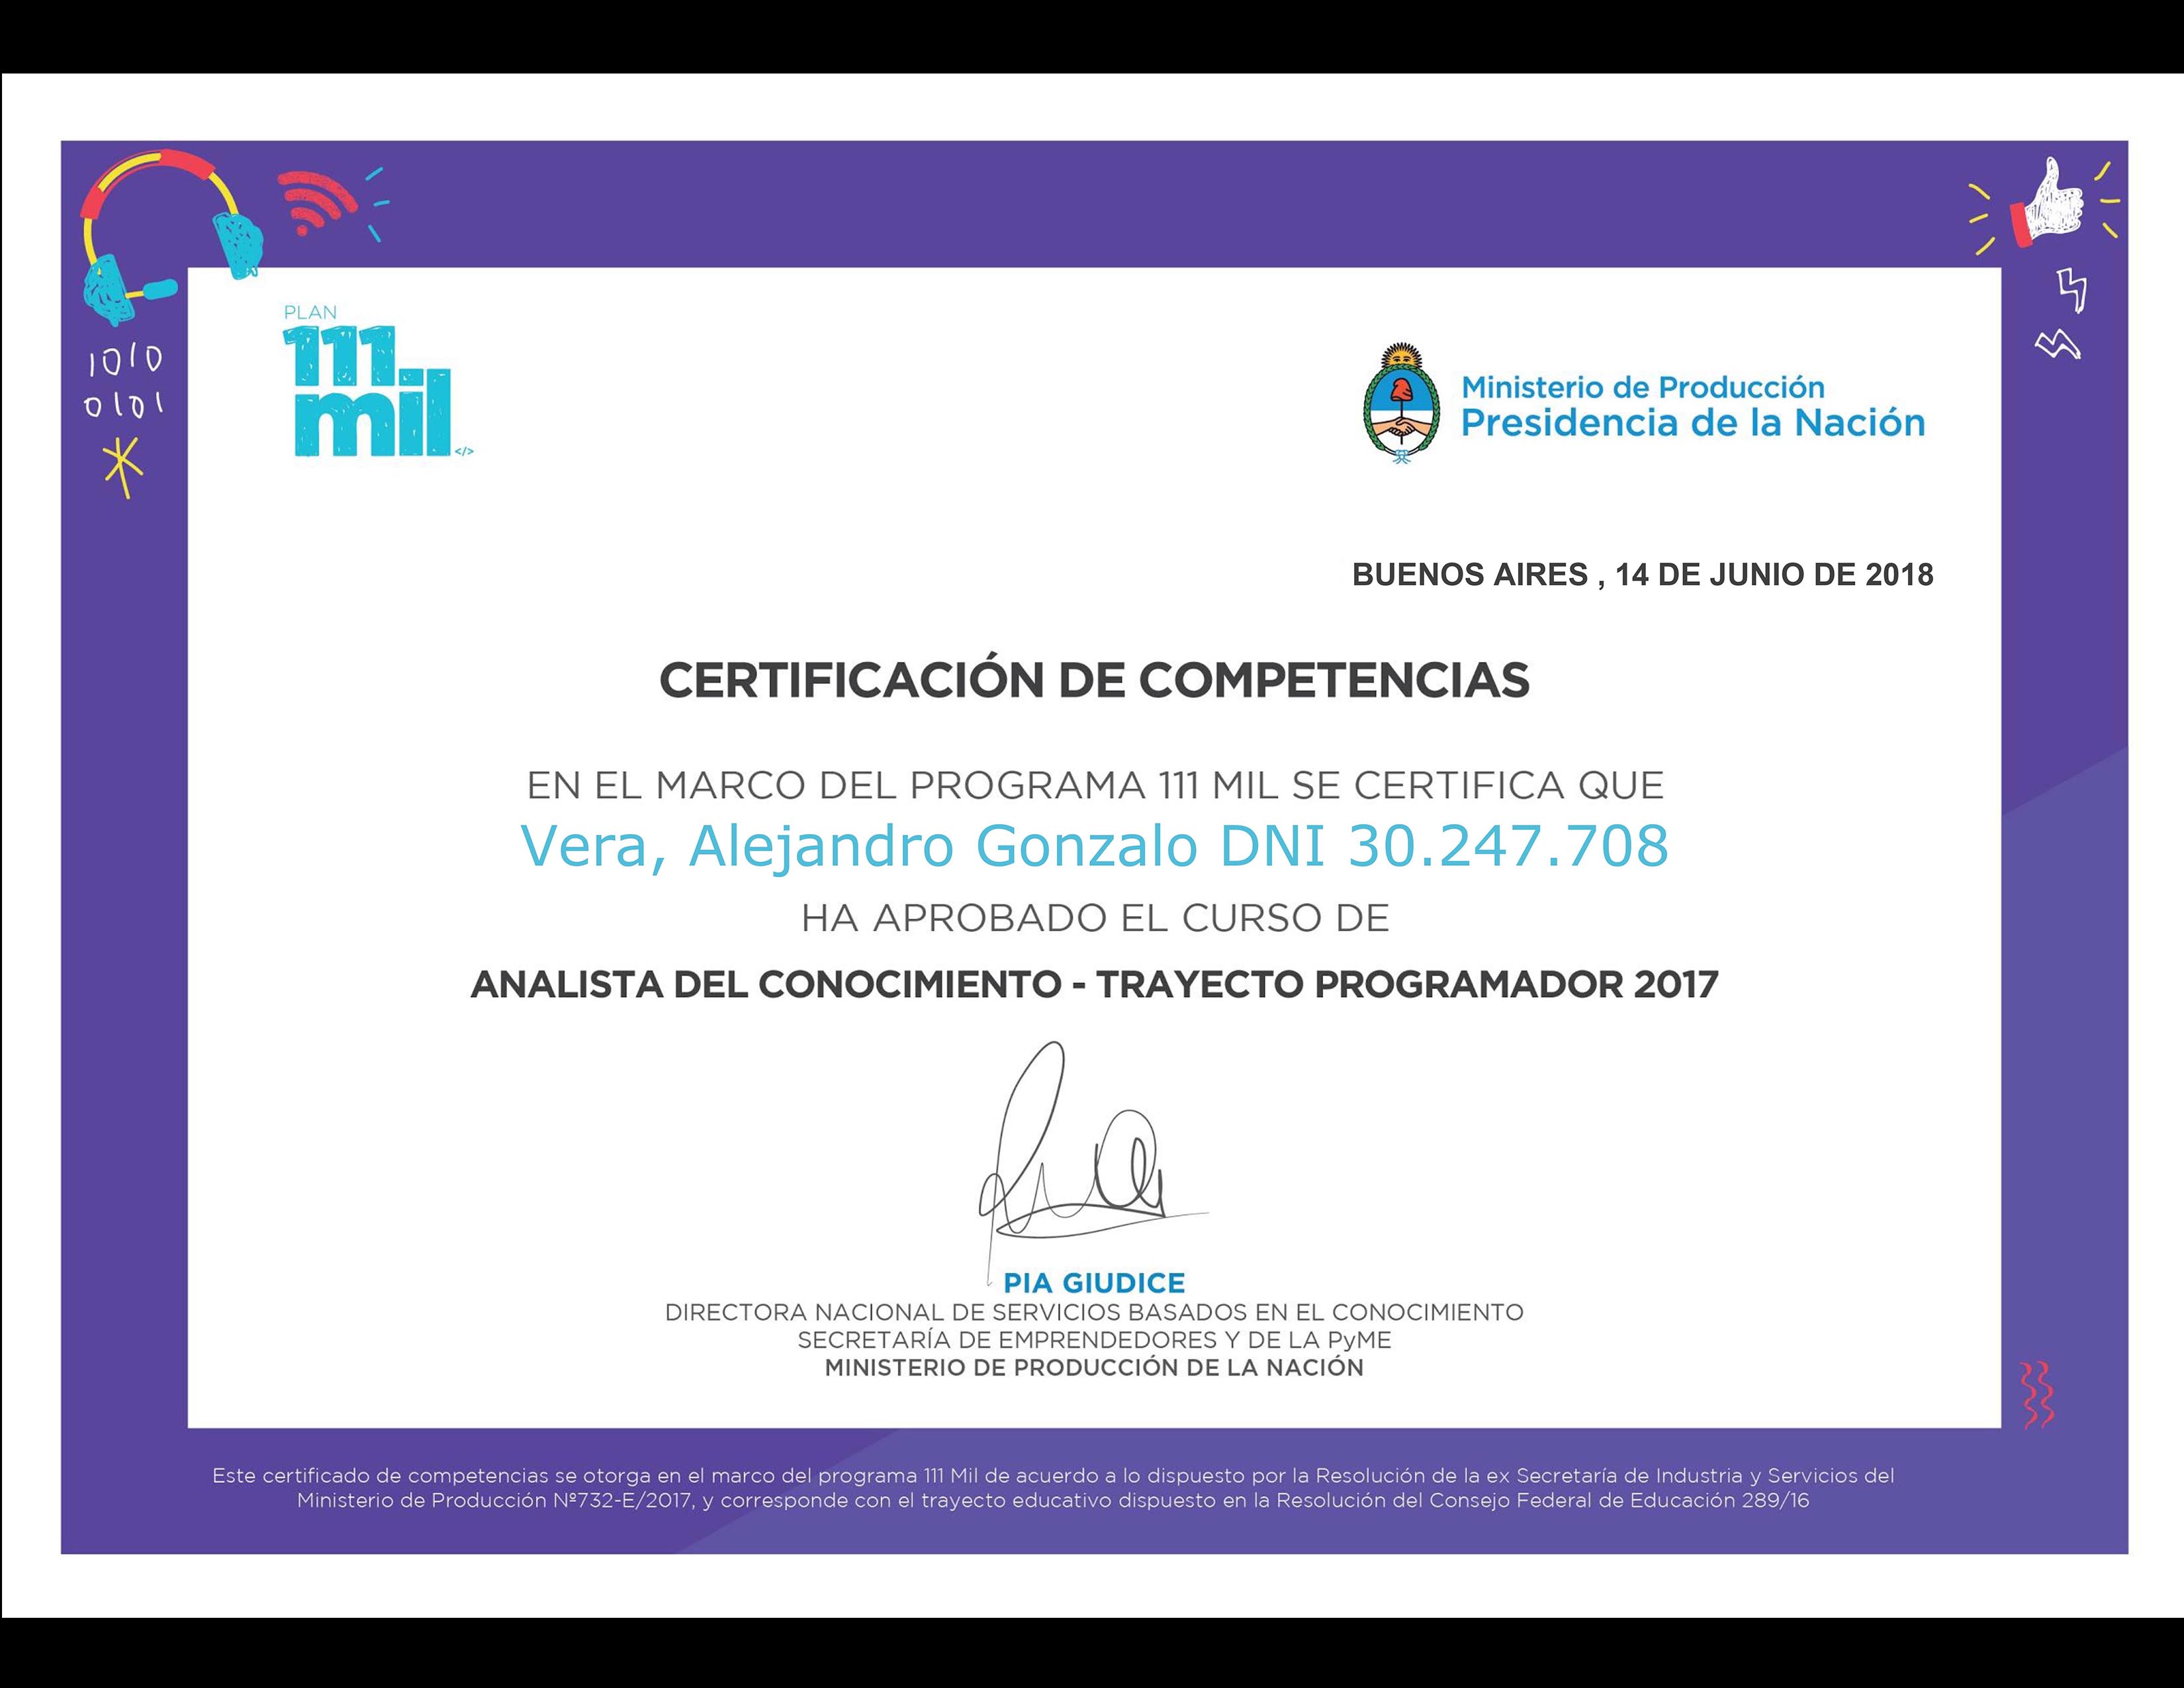 1010
0101
PLAN
111.
mil </>
Ministerio de Producción
Presidencia de la Nación
BUENOS AIRES , 14 DE JUNIO DE 2018
CERTIFICACIÓN DE COMPETENCIAS
EN EL MARCO DEL PROGRAMA 111 MIL SE CERTIFICA QUE
Vera, Alejandro Gonzalo DNI 30.247.708
HA APROBADO EL CURSO DE
ANALISTA DEL CONOCIMIENTO - TRAYECTO PROGRAMADOR 2017
PIA GIUDICE
DIRECTORA NACIONAL DE SERVICIOS BASADOS EN EL CONOCIMIENTO
SECRETARÍA DE EMPRENDEDORES Y DE LA PyME
MINISTERIO DE PRODUCCIÓN DE LA NACIÓN
Este certificado de competencias se otorga en el marco del programa 111 Mil de acuerdo a lo dispuesto por la Resolución de la ex Secretaría de Industria y Servicios del
Ministerio de Producción Nº732-E/2017, y corresponde con el trayecto educativo dispuesto en la Resolución del Consejo Federal de Educación 289/16